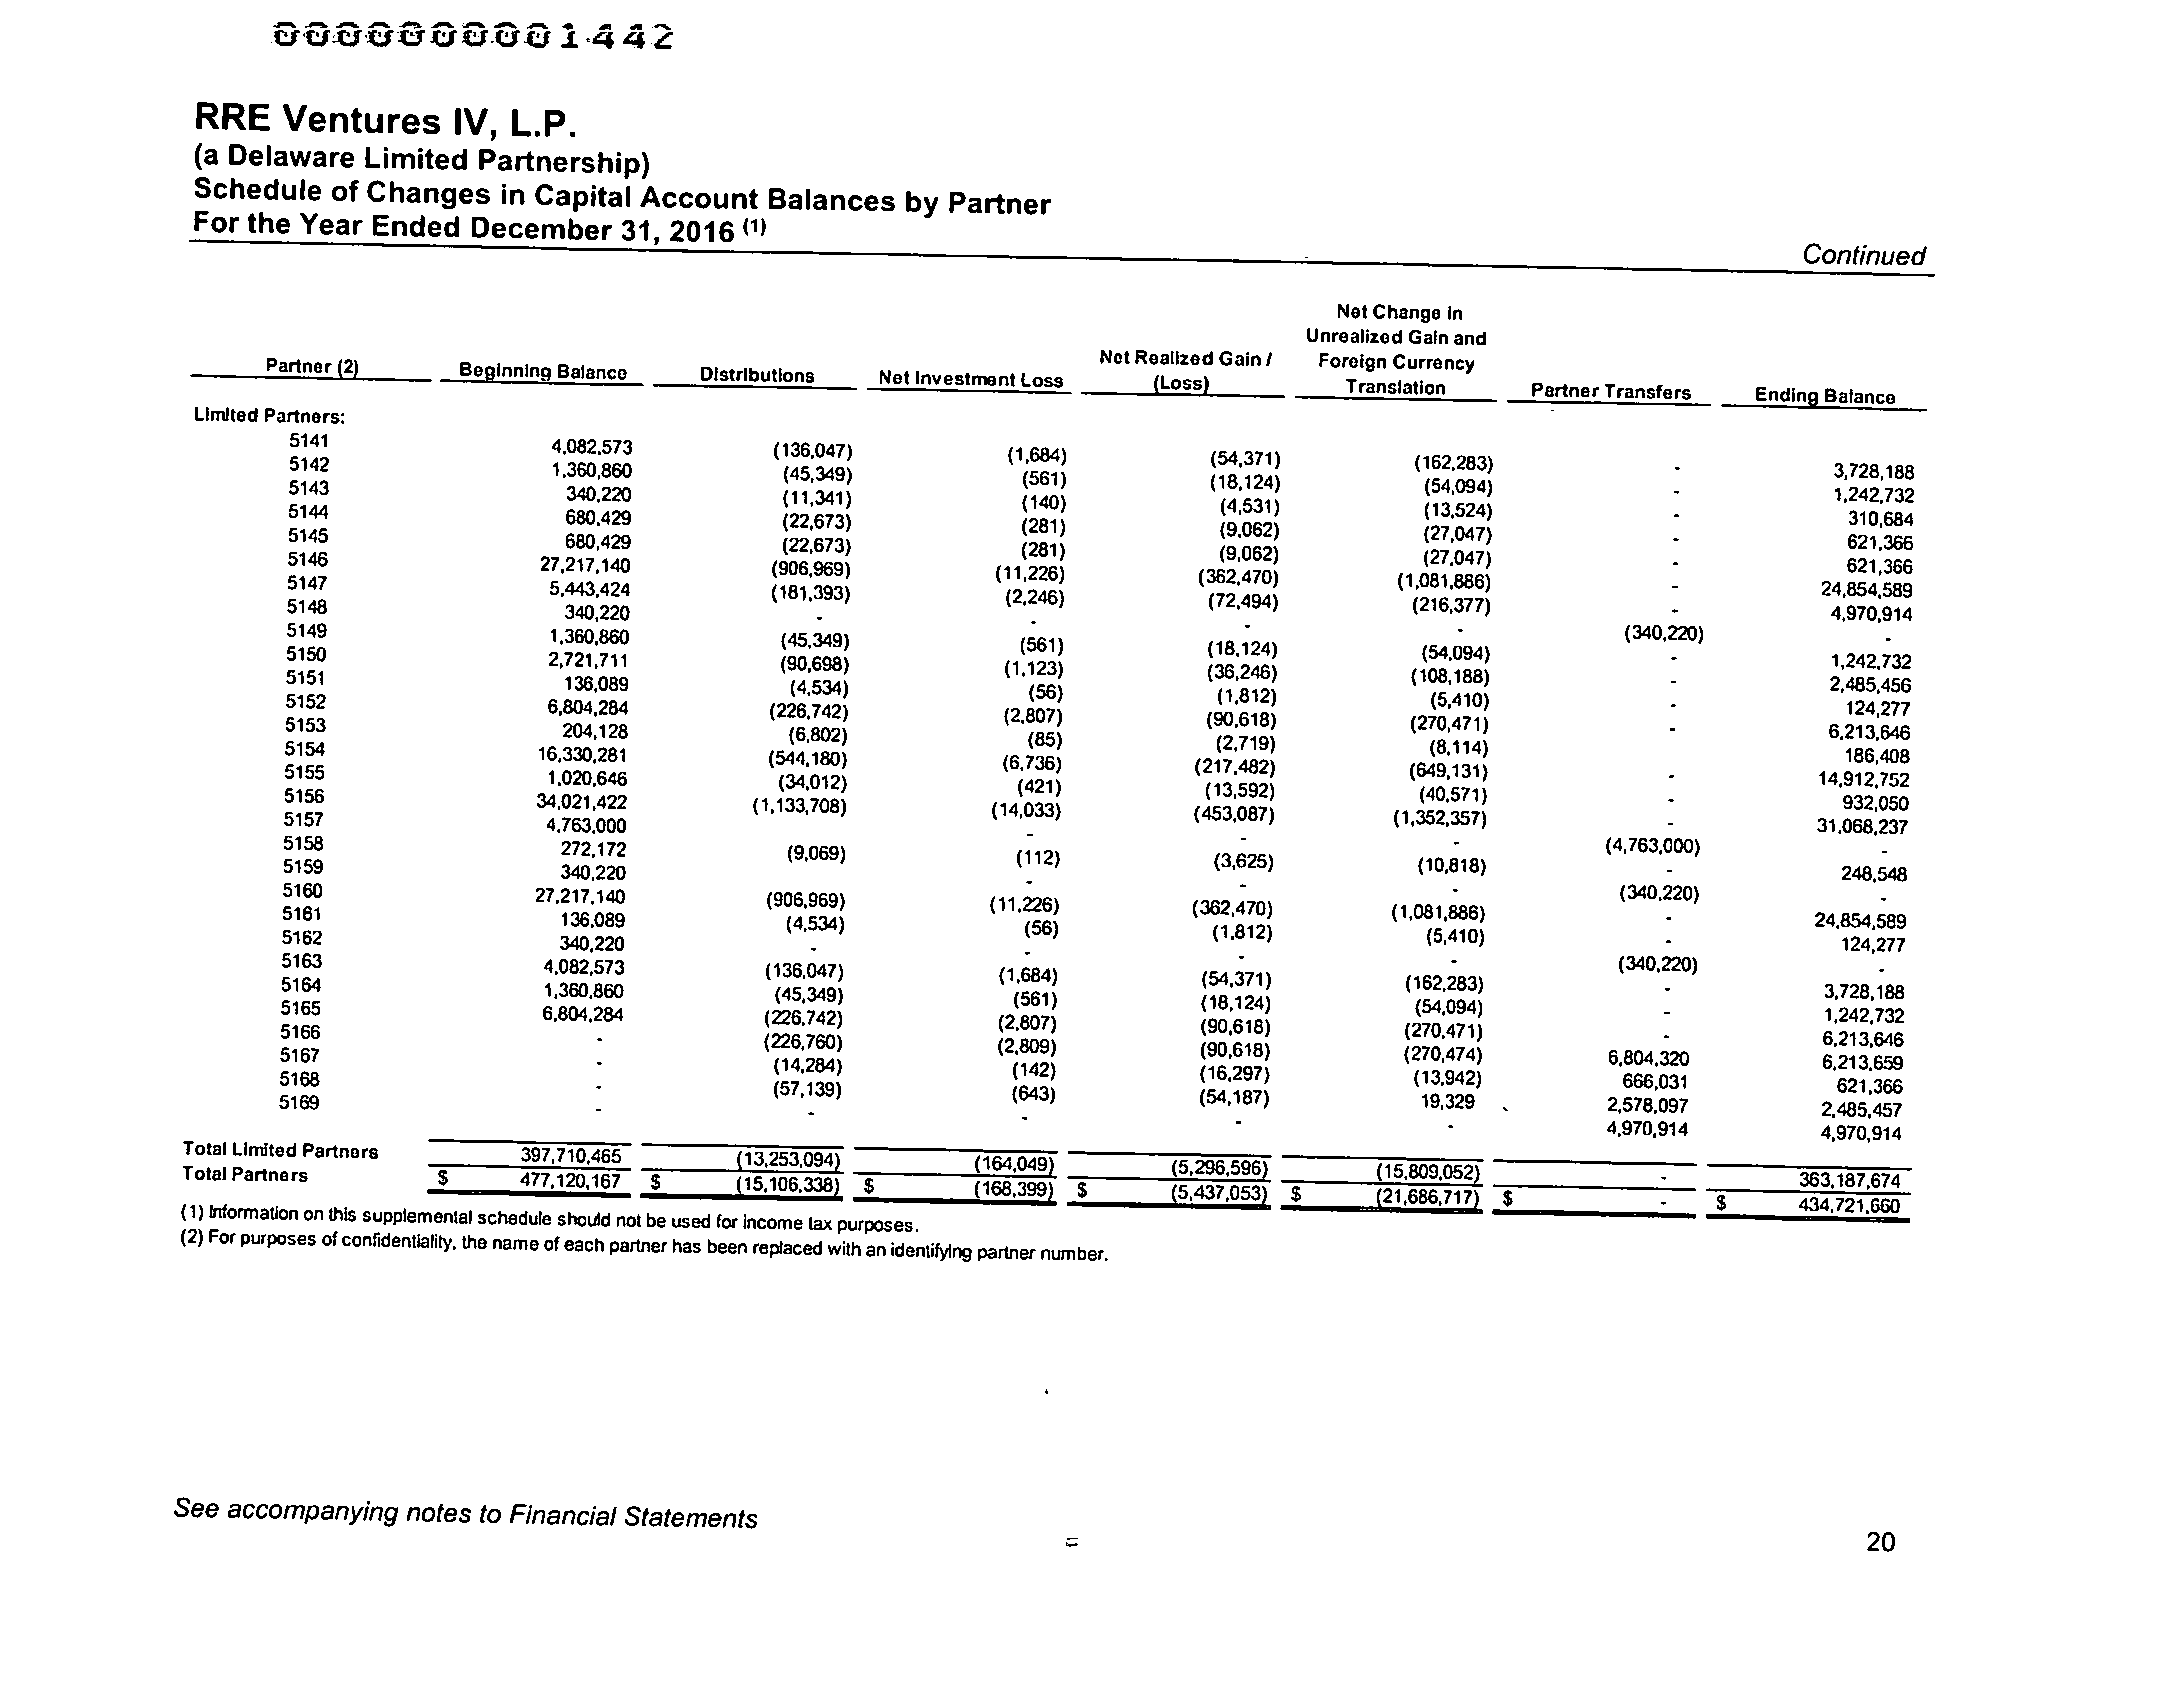 0000000001442
RRE Ventures IV, L.P.
(a Delaware Limited Partnership)
Schedule of Changes in Capital Account Balances by Partner
For the Year Ended December 31, 2016 (1)
Continued
Partner (2) Beginning Balance Distributions Net Investment Loss Net Realized Gain / (Loss) Net Change in Unrealized Gain and Foreign Currency Translation Partner Transfers Ending Balance
Limited Partners:
5141 4,082,573 (136,047) (1,684) (54,371) (162,283) - 3,728,188
5142 1,360,860 (45,349) (561) (18,124) (54,094) - 1,242,732
5143 340,220 (11,341) (140) (4,531) (13,524) - 310,684
5144 680,429 (22,673) (281) (9,062) (27,047) - 621,366
5145 680,429 (22,673) (281) (9,062) (27,047) - 621,366
5146 27,217,140 (906,969) (11,226) (362,470) (1,081,886) - 24,854,589
5147 5,443,424 (181,393) (2,246) (72,494) (216,377) - 4,970,914
5148 340,220 - - - - (340,220) -
5149 1,360,860 (45,349) (561) (18,124) (54,094) - 1,242,732
5150 2,721,711 (90,698) (1,123) (36,246) (108,188) - 2,485,456
5151 136,089 (4,534) (56) (1,812) (5,410) - 124,277
5152 6,804,284 (226,742) (2,807) (90,618) (270,471) - 6,213,646
5153 204,128 (6,802) (85) (2,719) (8,114) 186,408
5154 16,330,281 (544,180) (6,736) (217,482) (649,131) - 14,912,752
5155 1,020,646 (34,012) (421) (13,592) (40,571) - 932,050
5156 34,021,422 (1,133,708) (14,033) (453,087) (1,352,357) - 31,068,237
5157 4,763,000 - - - (4,763,000) -
5158 272,172 (9,069) (112) (3,625) (10,818) - 248,548
5159 340,220 - - - (340,220) -
5160 27,217,140 (906,969) (11,226) (362,470) (1,081,886) - 24,854,589
5161 136,089 (4,534) (56) (1,812) (5,410) - 124,277
5162 340,220 - - - - (340,220) -
5163 4,082,573 (136,047) (1,684) (54,371) (162,283) - 3,728,188
5164 1,360,860 (45,349) (561) (18,124) (54,094) - 1,242,732
5165 6,804,284 (226,742) (2,807) (90,618) (270,471) - 6,213,646
5166 - (226,760) (2,809) (90,618) (270,474) 6,804,320 6,213,659
5167 - (14,284) (142) (16,297) (13,942) 666,031 621,366
5168 - (57,139) (643) (54,187) 19,329 2,578,097 2,485,457
5169 - - - - - 4,970,914 4,970,914
Total Limited Partners 397,710,465 (13,253,094) (164,049) (5,296,596) (15,809,052) - 363,187,674
Total Partners $ 477,120,167 $ (15,106,338) $ (168,399) $ (5,437,053) $ (21,686,717) $ - $ 434,721,660
(1) Information on this supplemental schedule should not be used for income tax purposes.
(2) For purposes of confidentiality, the name of each partner has been replaced with an identifying partner number.
See accompanying notes to Financial Statements
20